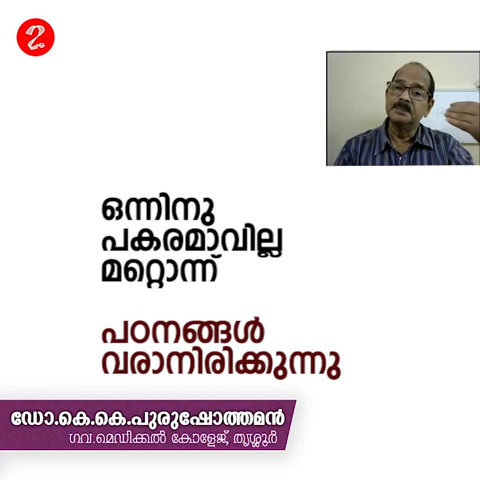 ഒന്നിനു
പകരമാവില്ല
മറ്റൊന്ന്
പഠനങ്ങൾ
വരാനിരിക്കുന്നു
ഡോ.കെ.കെ.പുരുഷോത്തമൻ
ഗവ.മെഡിക്കൽ കോളേജ്, തൃശ്ശൂർ